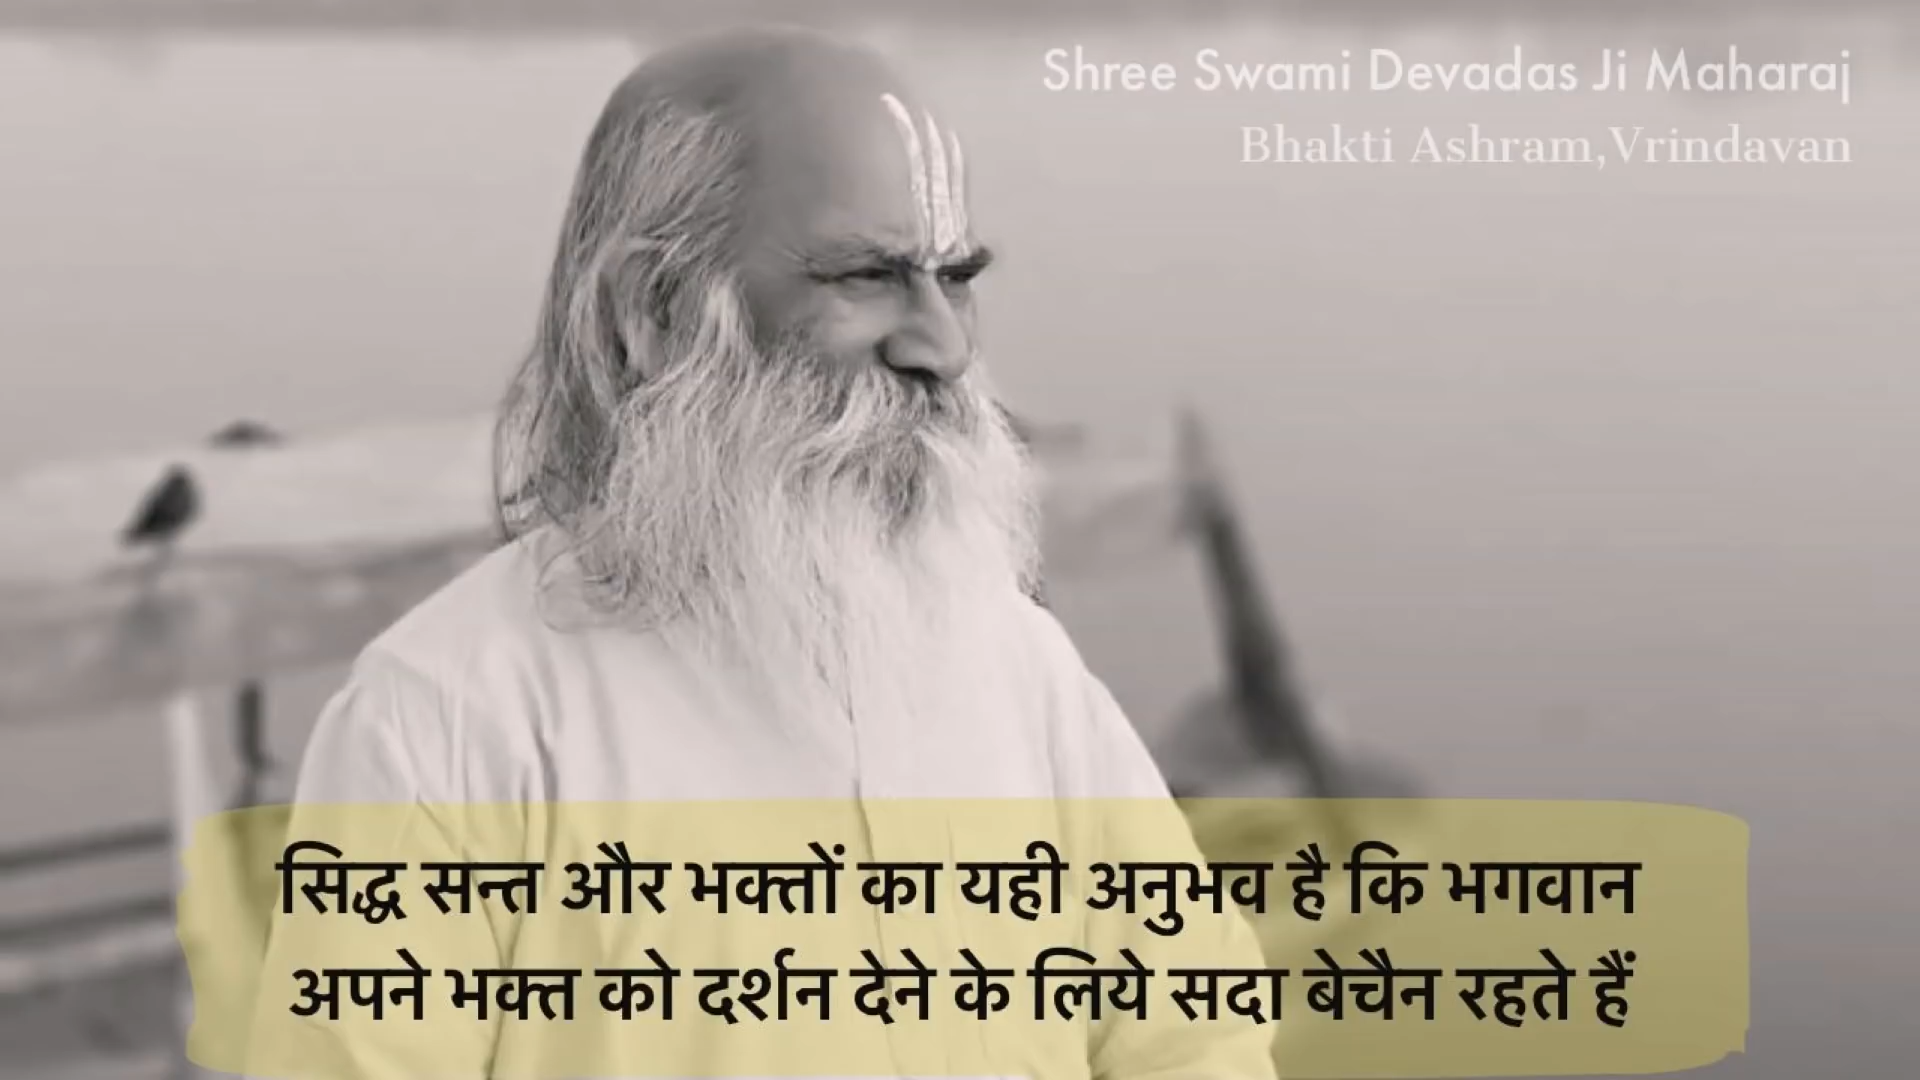 Shree Swami Devadas Ji Maharaj
Bhakti Ashram,Vrindavan
सिद्ध सन्त और भक्तों का यही अनुभव है कि भगवान
अपने भक्त को दर्शन देने के लिये सदा बेचैन रहते हैं